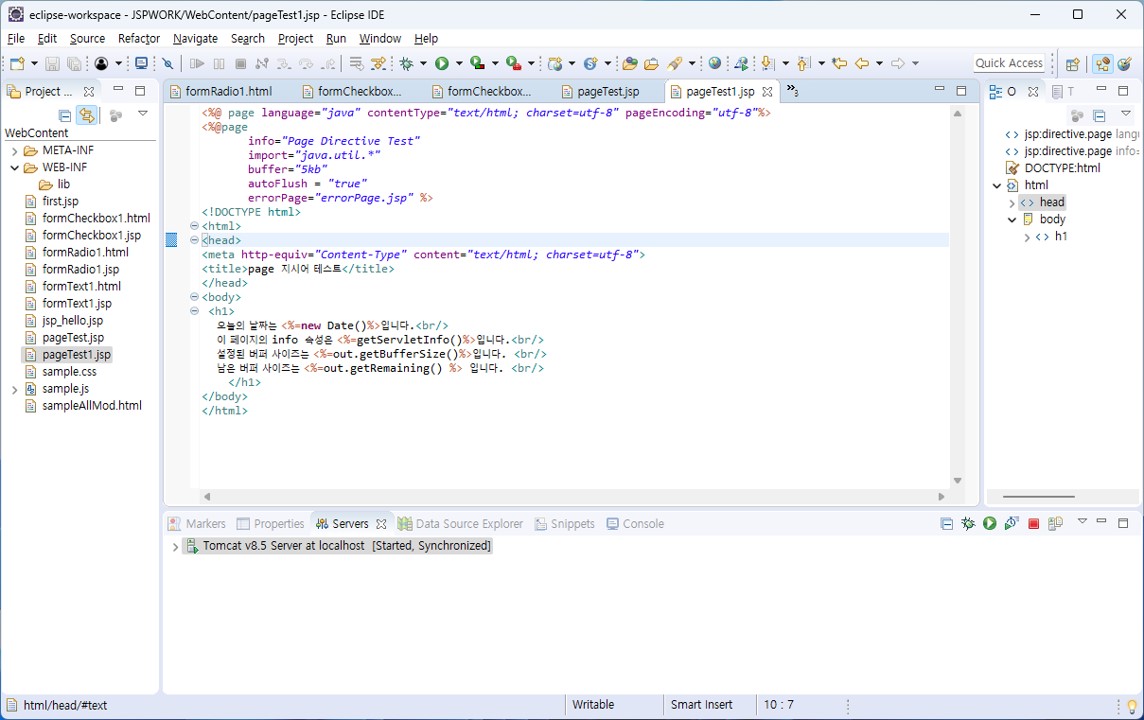 eclipse-workspace - JSPWORK/WebContent/pageTest1.jsp - Eclipse IDE
File Edit Source Refactor Navigate Search Project Run Window Help
Quick Access
Project ...
WebContent
META-INF
WEB-INF
lib
first.jsp
formCheckbox1.html
formCheckbox1.jsp
formRadio1.html
formRadio1.jsp
formText1.html
formText1.jsp
jsp_hello.jsp
pageTest.jsp
pageTest1.jsp
sample.css
sample.js
sampleAllMod.html
formRadio1.html formCheckbox... formCheckbox... pageTest.jsp pageTest1.jsp »3
<%@ page language="java" contentType="text/html; charset=utf-8" pageEncoding="utf-8"%>
<%@page
info="Page Directive Test"
import="java.util.*"
buffer="5kb"
autoFlush = "true"
errorPage="errorPage.jsp" %>
<!DOCTYPE html>
<html>
<head>
<meta http-equiv="Content-Type" content="text/html; charset=utf-8">
<title>page 지시어 테스트</title>
</head>
<body>
<h1>
오늘의 날짜는 <%=new Date()%>입니다.<br/>
이 페이지의 info 속성은 <%=getServletInfo()%>입니다.<br/>
설정된 버퍼 사이즈는 <%=out.getBufferSize()%>입니다. <br/>
남은 버퍼 사이즈는 <%=out.getRemaining() %> 입니다. <br/>
</h1>
</body>
</html>
O T
jsp:directive.page
jsp:directive.page info=
DOCTYPE:html
html
head
body
h1
Markers Properties Servers Data Source Explorer Snippets Console
Tomcat v8.5 Server at localhost [Started, Synchronized]
html/head/#text Writable Smart Insert 10 : 7